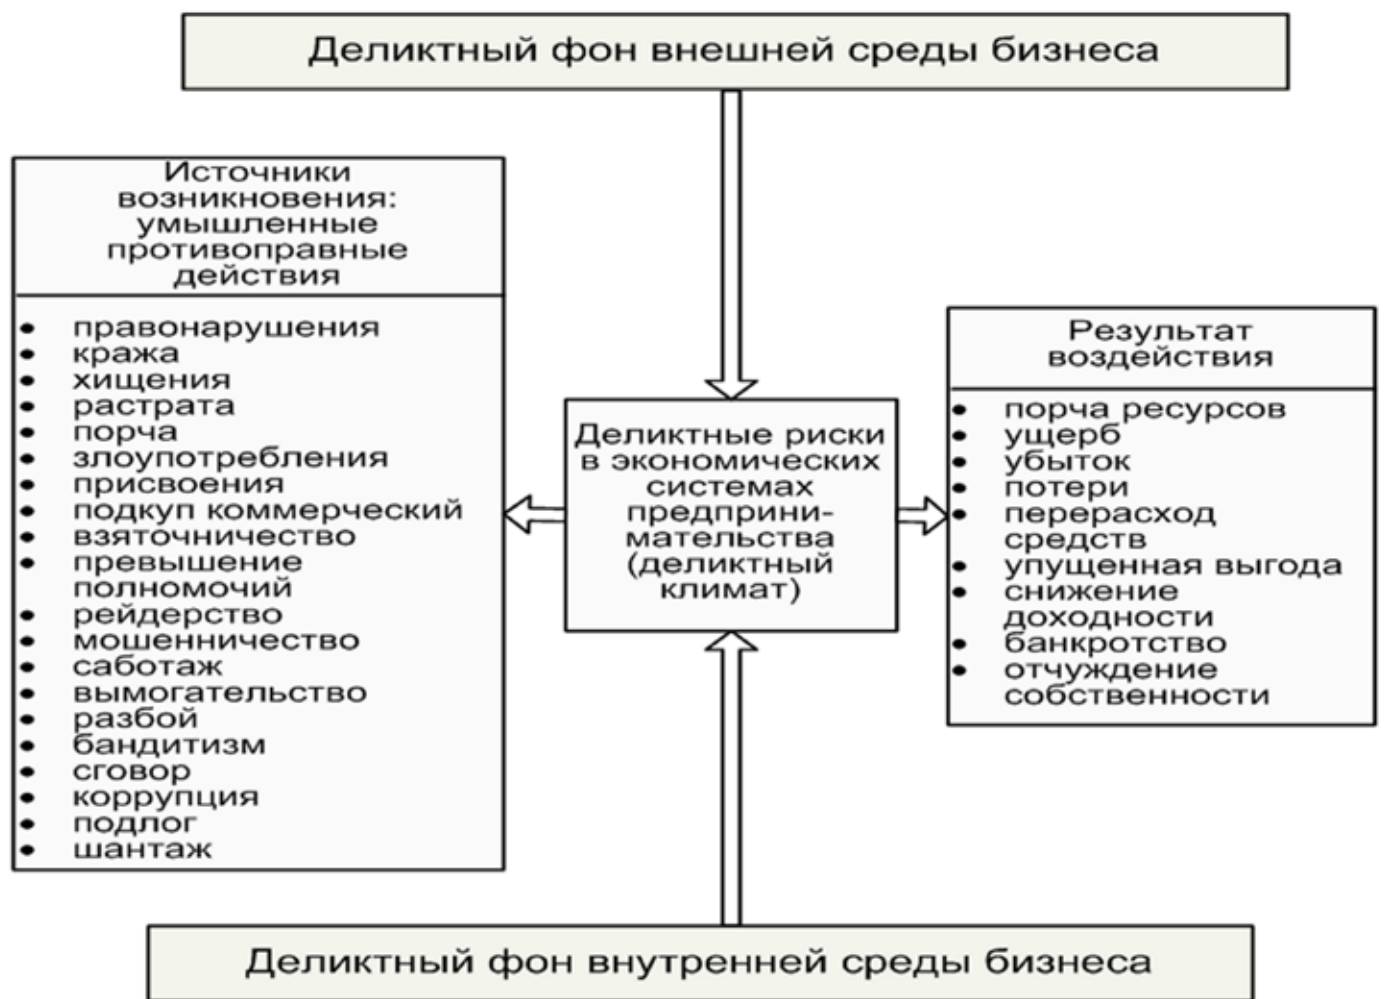 Деликтный фон внешней среды бизнеса
Источники
возникновения:
умышленные
противоправные
действия
• правонарушения
• кража
• хищения
• растрата
• порча
• злоупотребления
• присвоения
• подкуп коммерческий
• взяточничество
• превышение
полномочий
• рейдерство
• мошенничество
• саботаж
• вымогательство
• разбой
• бандитизм
• сговор
• коррупция
• подлог
• шантаж
Деликтные риски
в экономических
системах
предприни-
мательства
(деликтный
климат)
Результат
воздействия
• порча ресурсов
• ущерб
• убыток
• потери
• перерасход
средств
• упущенная выгода
• снижение
доходности
• банкротство
• отчуждение
собственности
Деликтный фон внутренней среды бизнеса